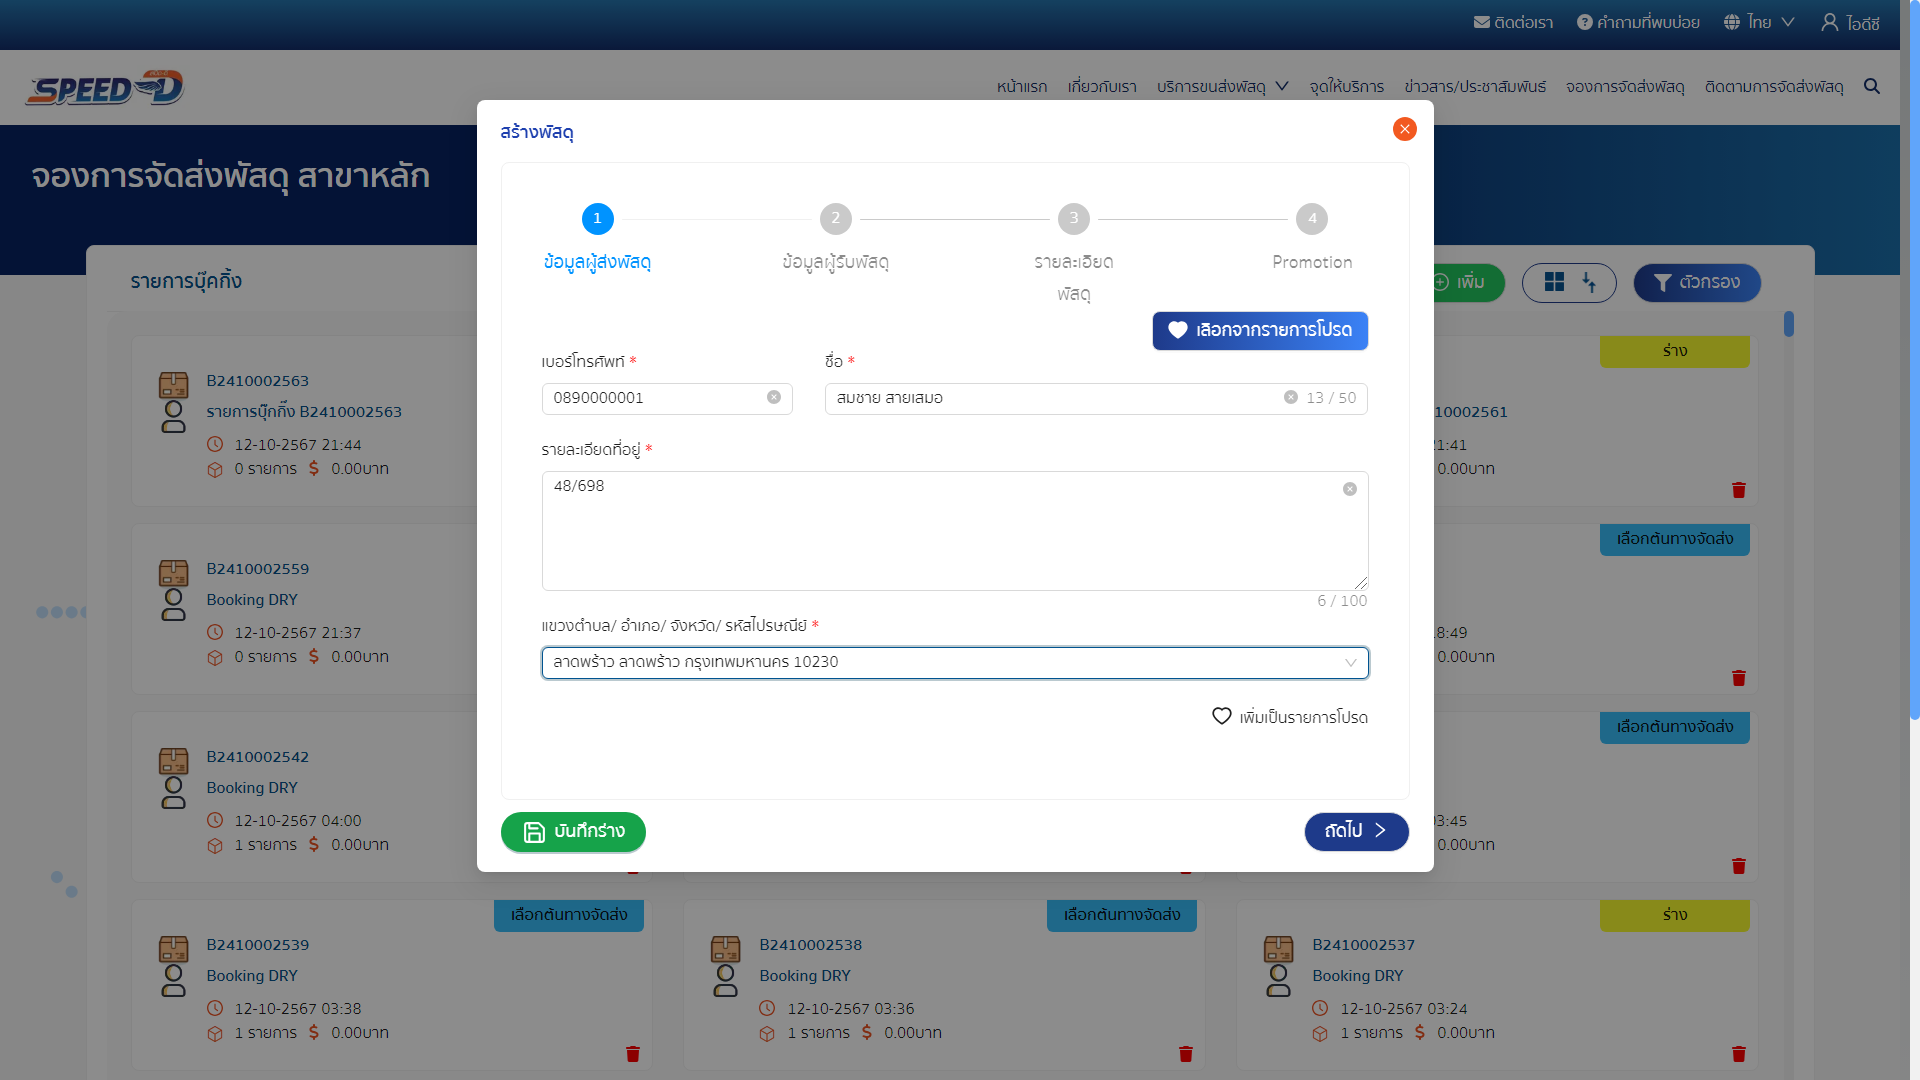 ติดต่อเรา คำถามที่พบบ่อย ไทย ไอดีซี
SPEED-D
หน้าแรก เกี่ยวกับเรา บริการขนส่งพัสดุ จุดให้บริการ ข่าวสาร/ประชาสัมพันธ์ จองการจัดส่งพัสดุ ติดตามการจัดส่งพัสดุ
จองการจัดส่งพัสดุ สาขาหลัก
สร้างพัสดุ
1 2 3 4
ข้อมูลผู้ส่งพัสดุ ข้อมูลผู้รับพัสดุ รายละเอียด Promotion
พัสดุ
เลือกจากรายการโปรด
เบอร์โทรศัพท์ * ชื่อ *
0890000001 สมชาย สายเสมอ 13 / 50
รายละเอียดที่อยู่ *
48/698
6 / 100
แขวงตำบล/ อำเภอ/ จังหวัด/ รหัสไปรษณีย์ *
ลาดพร้าว ลาดพร้าว กรุงเทพมหานคร 10230
เพิ่มเป็นรายการโปรด
บันทึกร่าง ถัดไป
รายการบุ๊คกิ้ง เพิ่ม ตัวกรอง
B2410002563
รายการบุ๊กกิ๊ง B2410002563
12-10-2567 21:44
0 รายการ 0.00บาท
ร่าง
10002561
21:41
0.00บาท
B2410002559
Booking DRY
12-10-2567 21:37
0 รายการ 0.00บาท
เลือกต้นทางจัดส่ง
8:49
0.00บาท
B2410002542
Booking DRY
12-10-2567 04:00
1 รายการ 0.00บาท
เลือกต้นทางจัดส่ง
03:45
0.00บาท
เลือกต้นทางจัดส่ง
B2410002539
Booking DRY
12-10-2567 03:38
1 รายการ 0.00บาท
เลือกต้นทางจัดส่ง
B2410002538
Booking DRY
12-10-2567 03:36
1 รายการ 0.00บาท
ร่าง
B2410002537
Booking DRY
12-10-2567 03:24
1 รายการ 0.00บาท